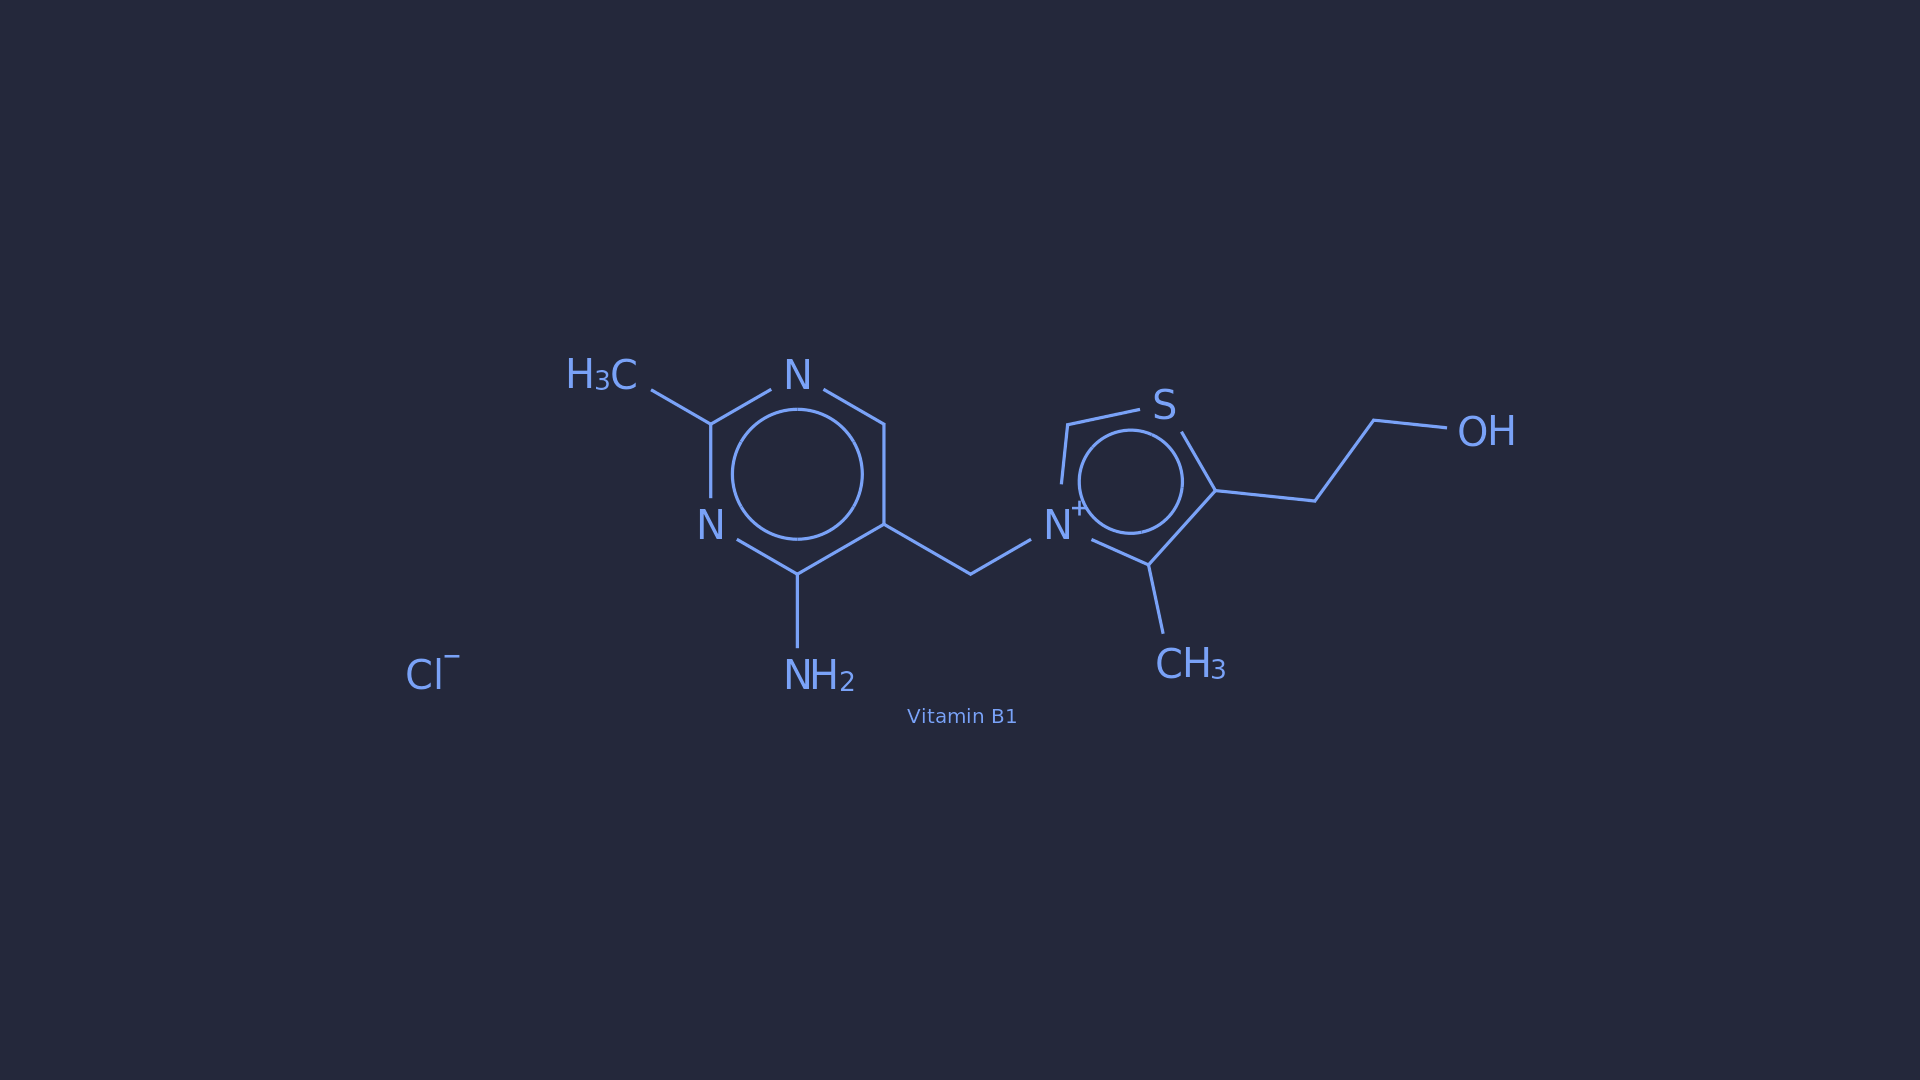 H₃C
N
S
OH
N
N⁺
Cl⁻
NH₂
CH₃
Vitamin B1